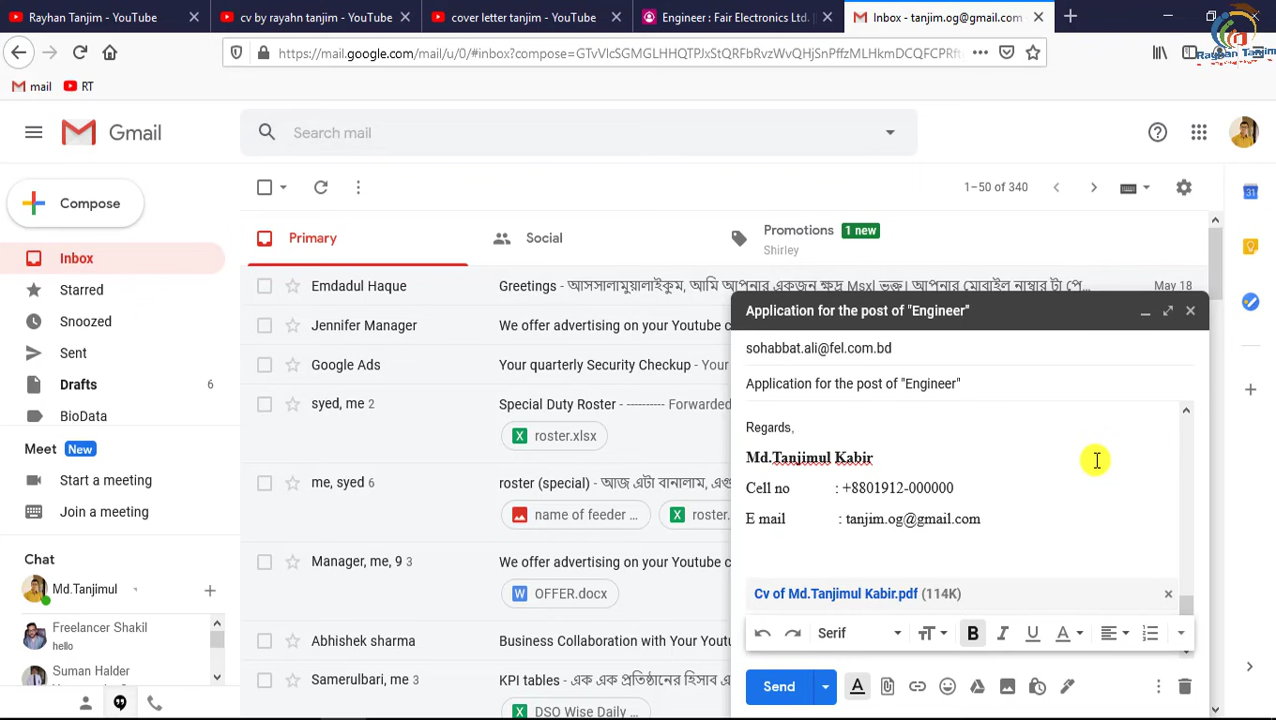 Rayhan Tanjim - YouTube
cv by rayahn tanjim - YouTube
cover letter tanjim - YouTube
Engineer : Fair Electronics Ltd. ||
Inbox - tanjim.og@gmail.com
Rayhan Tanjim
https://mail.google.com/mail/u/0/#inbox?compose=GTvVlcSGMGLHHQTPJxStQRFbRvzWvQHjSnPffzMLHkmDCQFCPRft
mail
RT
Gmail
Search mail
Compose
1–50 of 340
Inbox
Starred
Snoozed
Sent
Drafts 6
BioData
Meet New
Start a meeting
Join a meeting
Chat
Md.Tanjimul
Freelancer Shakil
hello
Suman Halder
Primary
Social
Promotions 1 new
Shirley
Emdadul Haque Greetings - আসসালামুয়ালাইকুম, আমি আপনার একজন ক্ষুদ্র Msxl ভক্ত। আপনার মোবাইল নাম্বার টা পে... May 18
Jennifer Manager We offer advertising on your Youtube c
Google Ads Your quarterly Security Checkup - Your
syed, me 2 Special Duty Roster - ---------- Forwarded
roster.xlsx
me, syed 6 roster (special) - আজ এটা বানালাম, এগু
name of feeder ...
roster.
Manager, me, 9 3 We offer advertising on your Youtube c
OFFER.docx
Abhishek sharma Business Collaboration with Your Youtu
Samerulbari, me 3 KPI tables - এক এক প্রতিষ্ঠানের হিসাব এ
DSO Wise Daily ...
Application for the post of "Engineer"
sohabbat.ali@fel.com.bd
Application for the post of "Engineer"
Regards,
Md.Tanjimul Kabir
Cell no : +8801912-000000
E mail : tanjim.og@gmail.com
Cv of Md.Tanjimul Kabir.pdf (114K)
Serif
Send